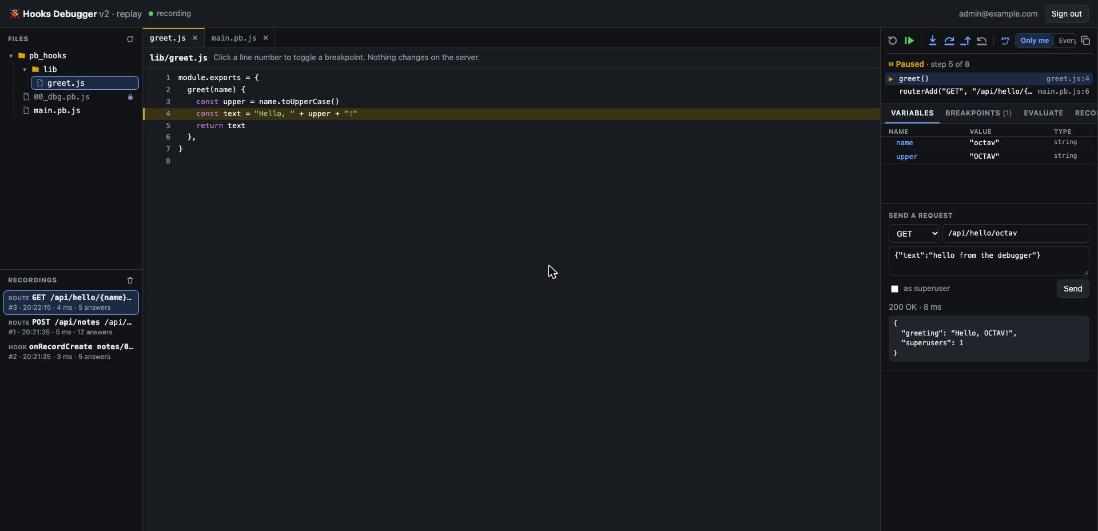 Hooks Debugger v2 · replay recording admin@example.com Sign out
FILES
pb_hooks
lib
greet.js
00_dbg.pb.js
main.pb.js
RECORDINGS
ROUTE GET /api/hello/{name}…
#3 · 20:22:15 · 4 ms · 5 answers
ROUTE POST /api/notes /api/…
#1 · 20:21:35 · 5 ms · 12 answers
HOOK onRecordCreate notes/0…
#2 · 20:21:35 · 3 ms · 5 answers
greet.js × main.pb.js ×
lib/greet.js Click a line number to toggle a breakpoint. Nothing changes on the server.
1 module.exports = {
2 greet(name) {
3 const upper = name.toUpperCase()
4 const text = "Hello, " + upper + "!"
5 return text
6 },
7 }
8
Only me Every
Paused · step 5 of 8
greet() greet.js:4
routerAdd("GET", "/api/hello/{… main.pb.js:6
VARIABLES BREAKPOINTS (1) EVALUATE RECO
NAME VALUE TYPE
name "octav" string
upper "OCTAV" string
SEND A REQUEST
GET /api/hello/octav
{"text":"hello from the debugger"}
as superuser Send
200 OK · 8 ms
{
"greeting": "Hello, OCTAV!",
"superusers": 1
}